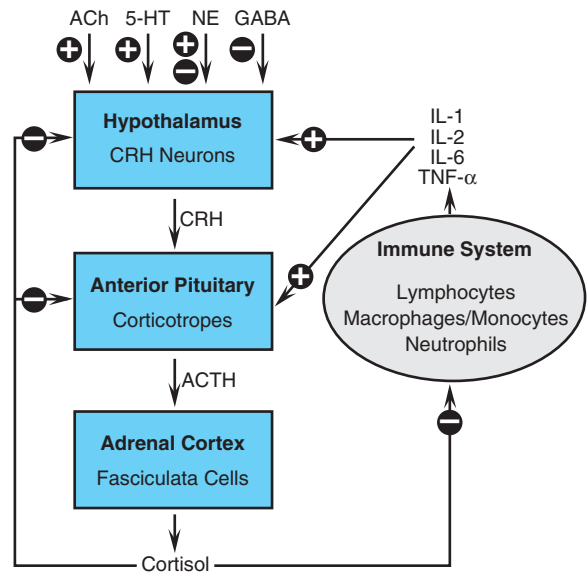 ACh 5-HT NE GABA
+ + + − −
Hypothalamus
CRH Neurons
− +
IL-1
IL-2
IL-6
TNF-α
CRH
Immune System
Lymphocytes
Macrophages/Monocytes
Neutrophils
Anterior Pituitary
Corticotropes
− +
ACTH
Adrenal Cortex
Fasciculata Cells
−
Cortisol